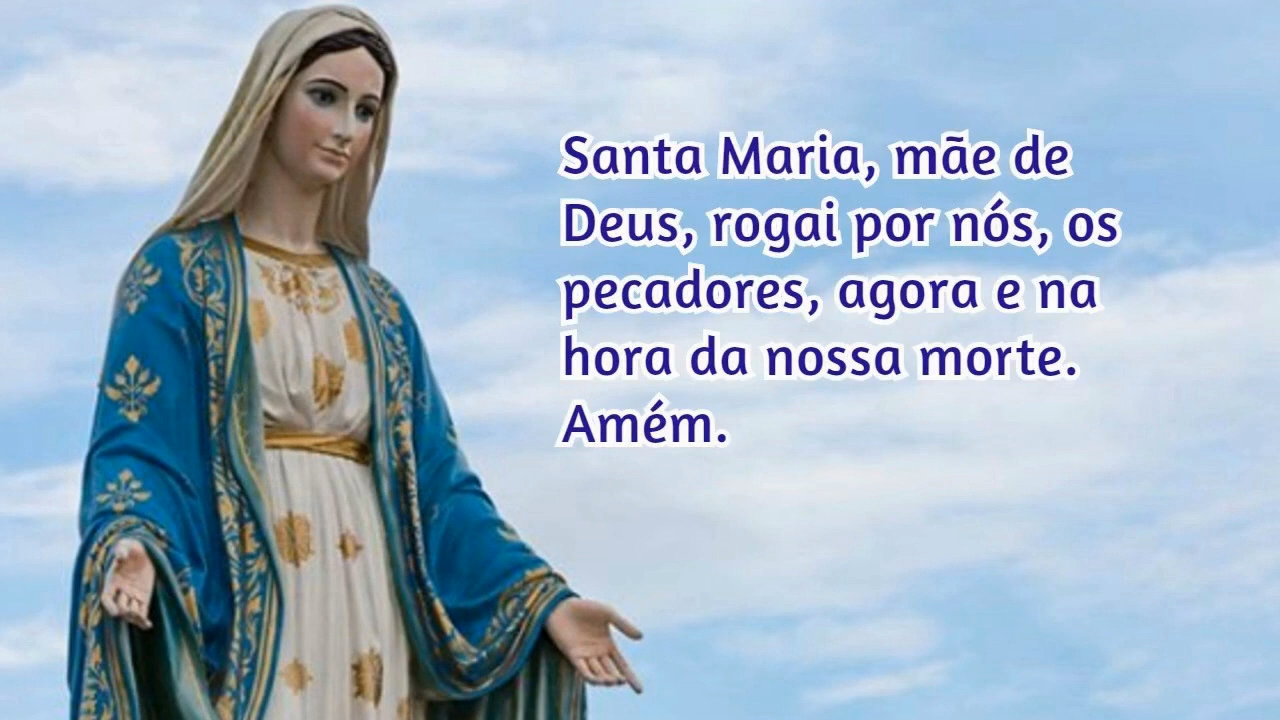 Santa Maria, mãe de
Deus, rogai por nós, os
pecadores, agora e na
hora da nossa morte.
Amém.